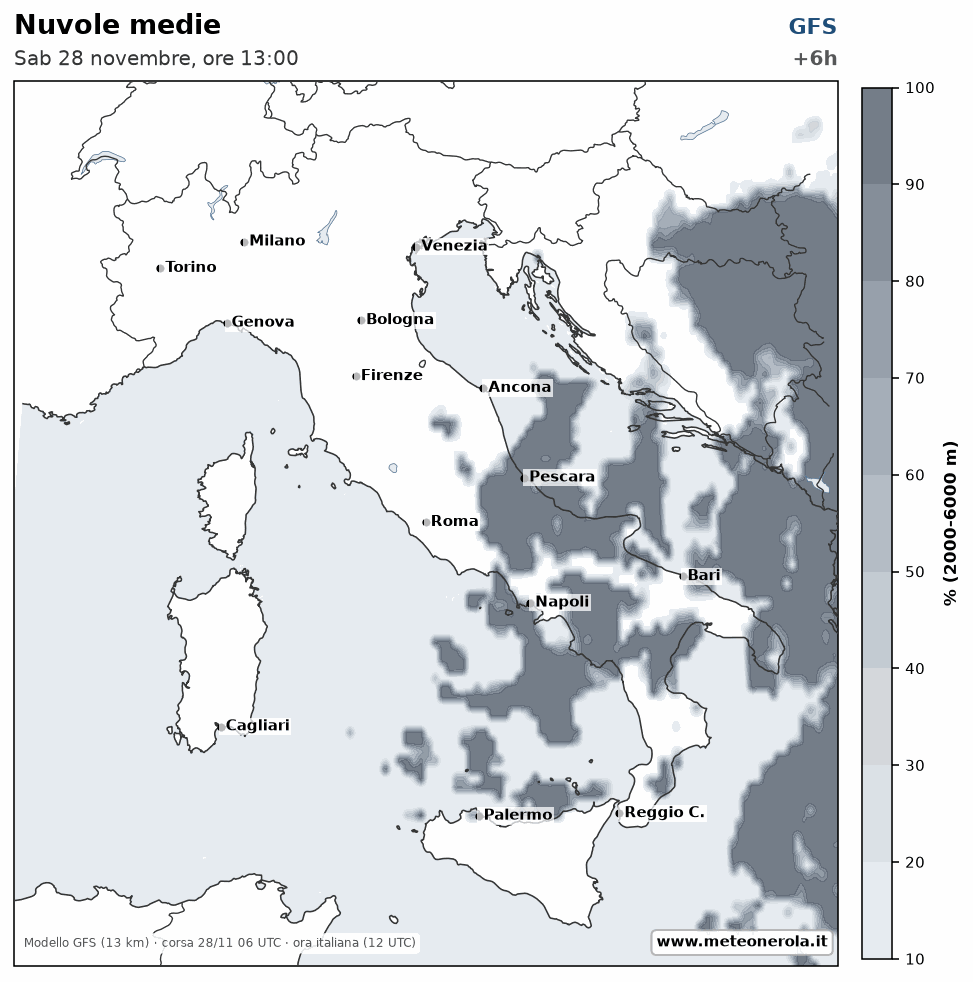 Nuvole medie
GFS
Sab 28 novembre, ore 13:00
+6h
100
90
80
70
60
50
40
30
20
10
% (2000-6000 m)
Milano
Venezia
Torino
Genova
Bologna
Firenze
Ancona
Pescara
Roma
Bari
Napoli
Cagliari
Palermo
Reggio C.
Modello GFS (13 km) · corsa 28/11 06 UTC · ora italiana (12 UTC)
www.meteonerola.it